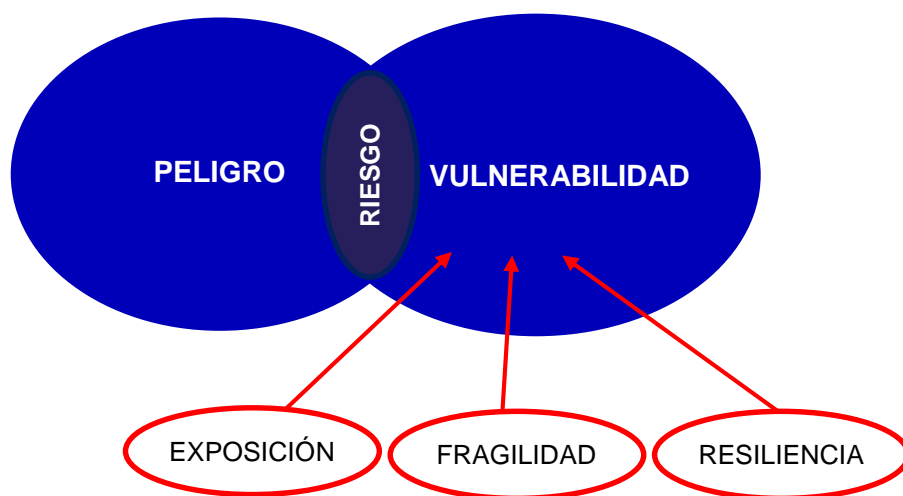 PELIGRO
RIESGO
VULNERABILIDAD
EXPOSICIÓN
FRAGILIDAD
RESILIENCIA